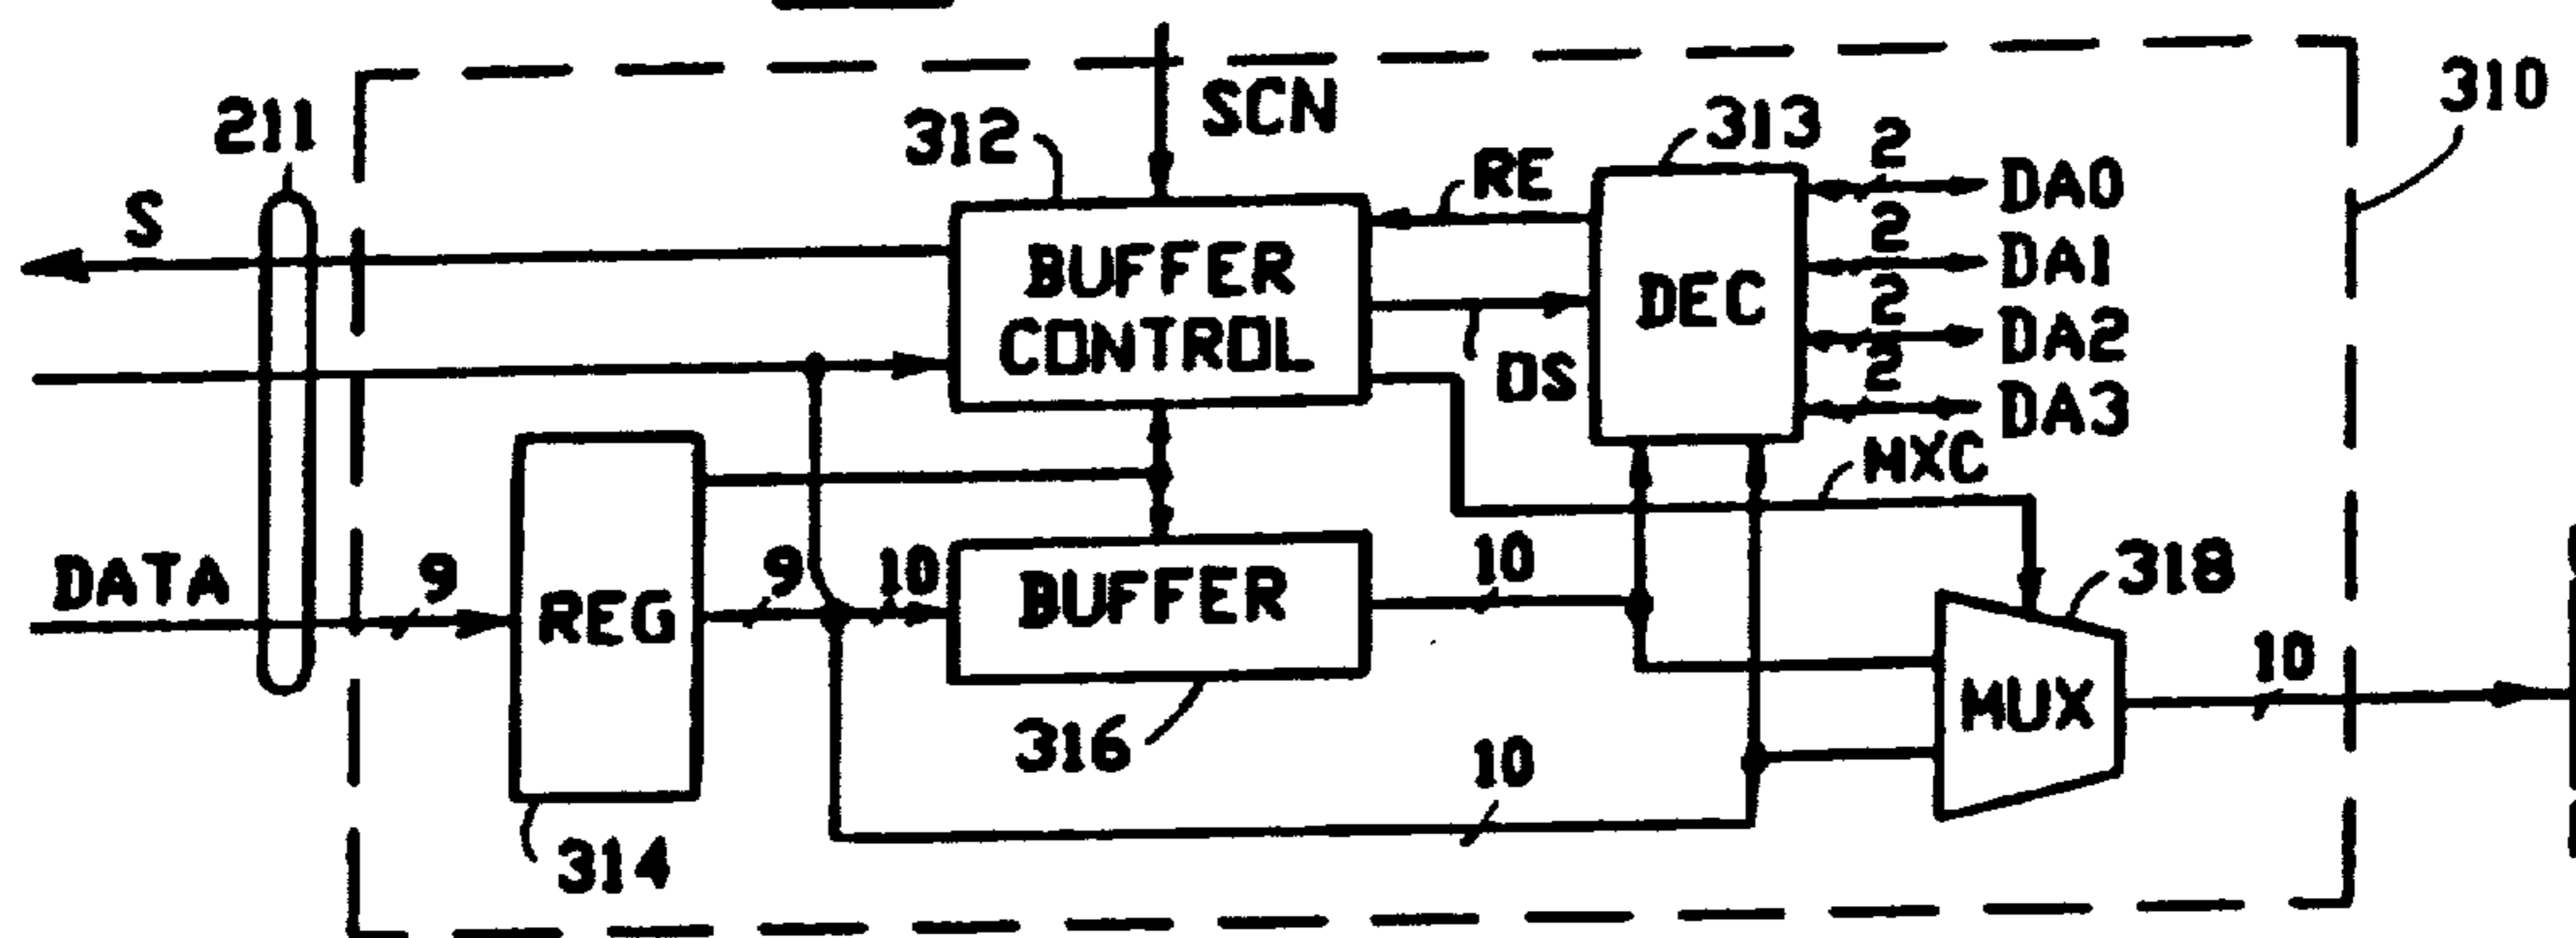 310
211
SCN
312
313
2
DA0
RE
S
2
DA1
BUFFER
CONTROL
DEC
2
DA2
DS
2
DA3
MXC
DATA
9
REG
9
10
BUFFER
10
318
MUX
10
316
10
314